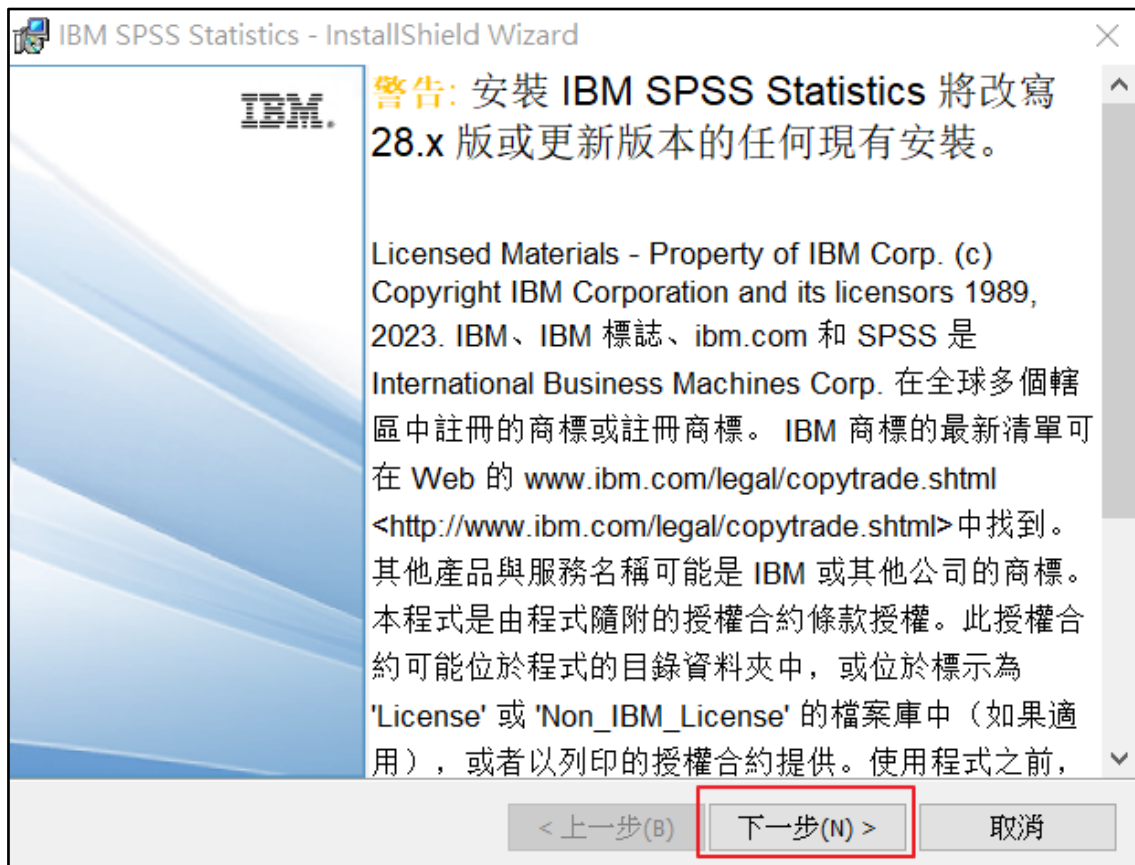 IBM SPSS Statistics - InstallShield Wizard
IBM.
警告: 安裝 IBM SPSS Statistics 將改寫
28.x 版或更新版本的任何現有安裝。
Licensed Materials - Property of IBM Corp. (c)
Copyright IBM Corporation and its licensors 1989,
2023. IBM、IBM 標誌、ibm.com 和 SPSS 是
International Business Machines Corp. 在全球多個轄
區中註冊的商標或註冊商標。 IBM 商標的最新清單可
在 Web 的 www.ibm.com/legal/copytrade.shtml
<http://www.ibm.com/legal/copytrade.shtml>中找到。
其他產品與服務名稱可能是 IBM 或其他公司的商標。
本程式是由程式隨附的授權合約條款授權。此授權合
約可能位於程式的目錄資料夾中，或位於標示為
'License' 或 'Non_IBM_License' 的檔案庫中（如果適
用），或者以列印的授權合約提供。使用程式之前，
< 上一步(B)
下一步(N) >
取消